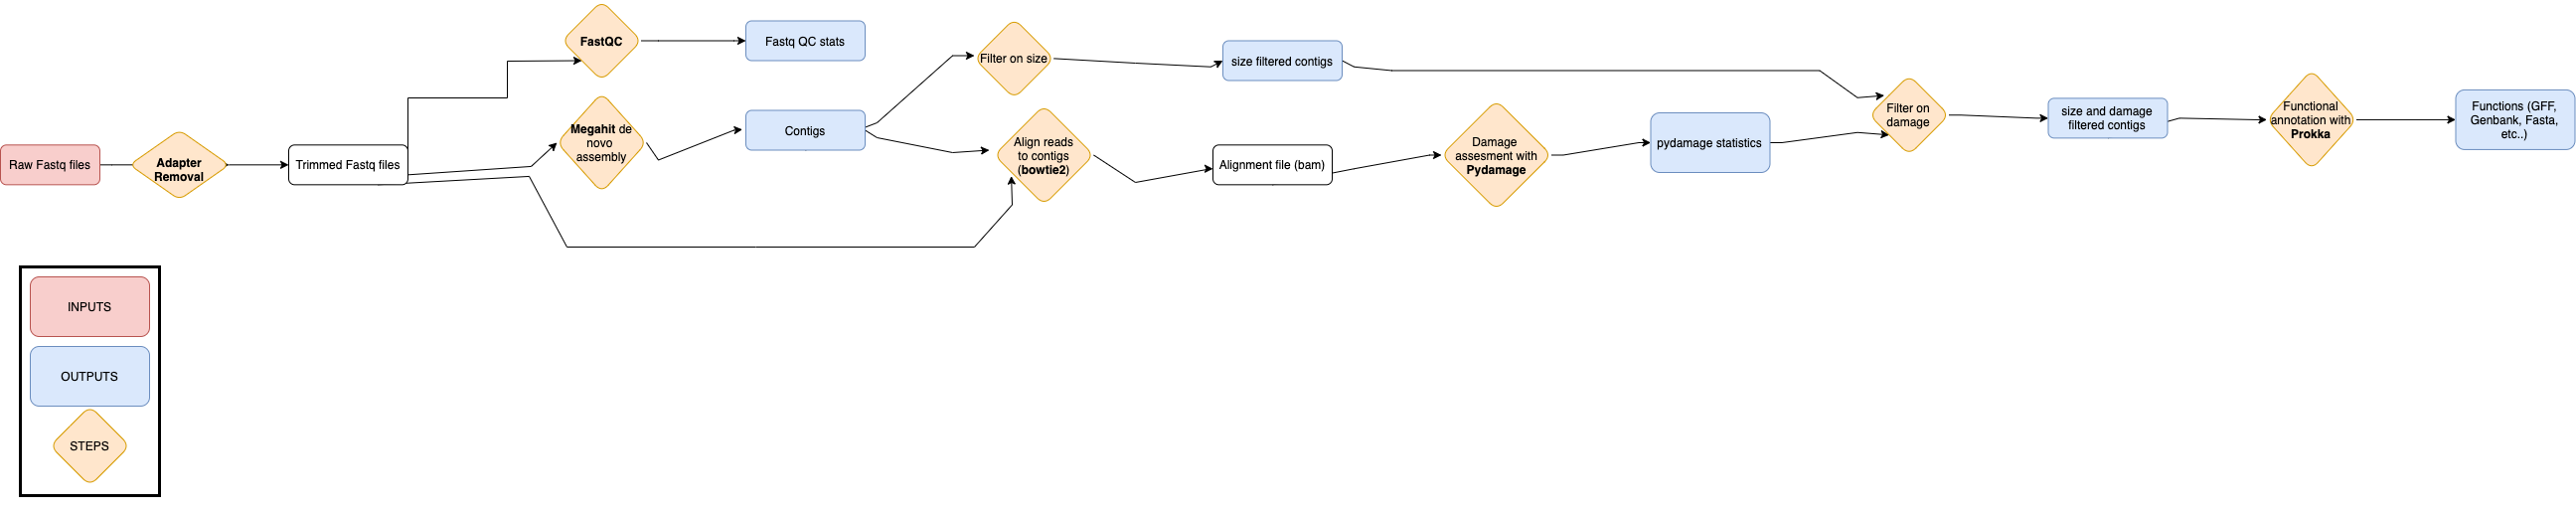 FastQC
Fastq QC stats
Filter on size
size filtered contigs
Raw Fastq files
Adapter
Removal
Trimmed Fastq files
Megahit de
novo
assembly
Contigs
Align reads
to contigs
(bowtie2)
Alignment file (bam)
Damage
assesment with
Pydamage
pydamage statistics
Filter on
damage
size and damage
filtered contigs
Functional
annotation with
Prokka
Functions (GFF,
Genbank, Fasta,
etc..)
INPUTS
OUTPUTS
STEPS